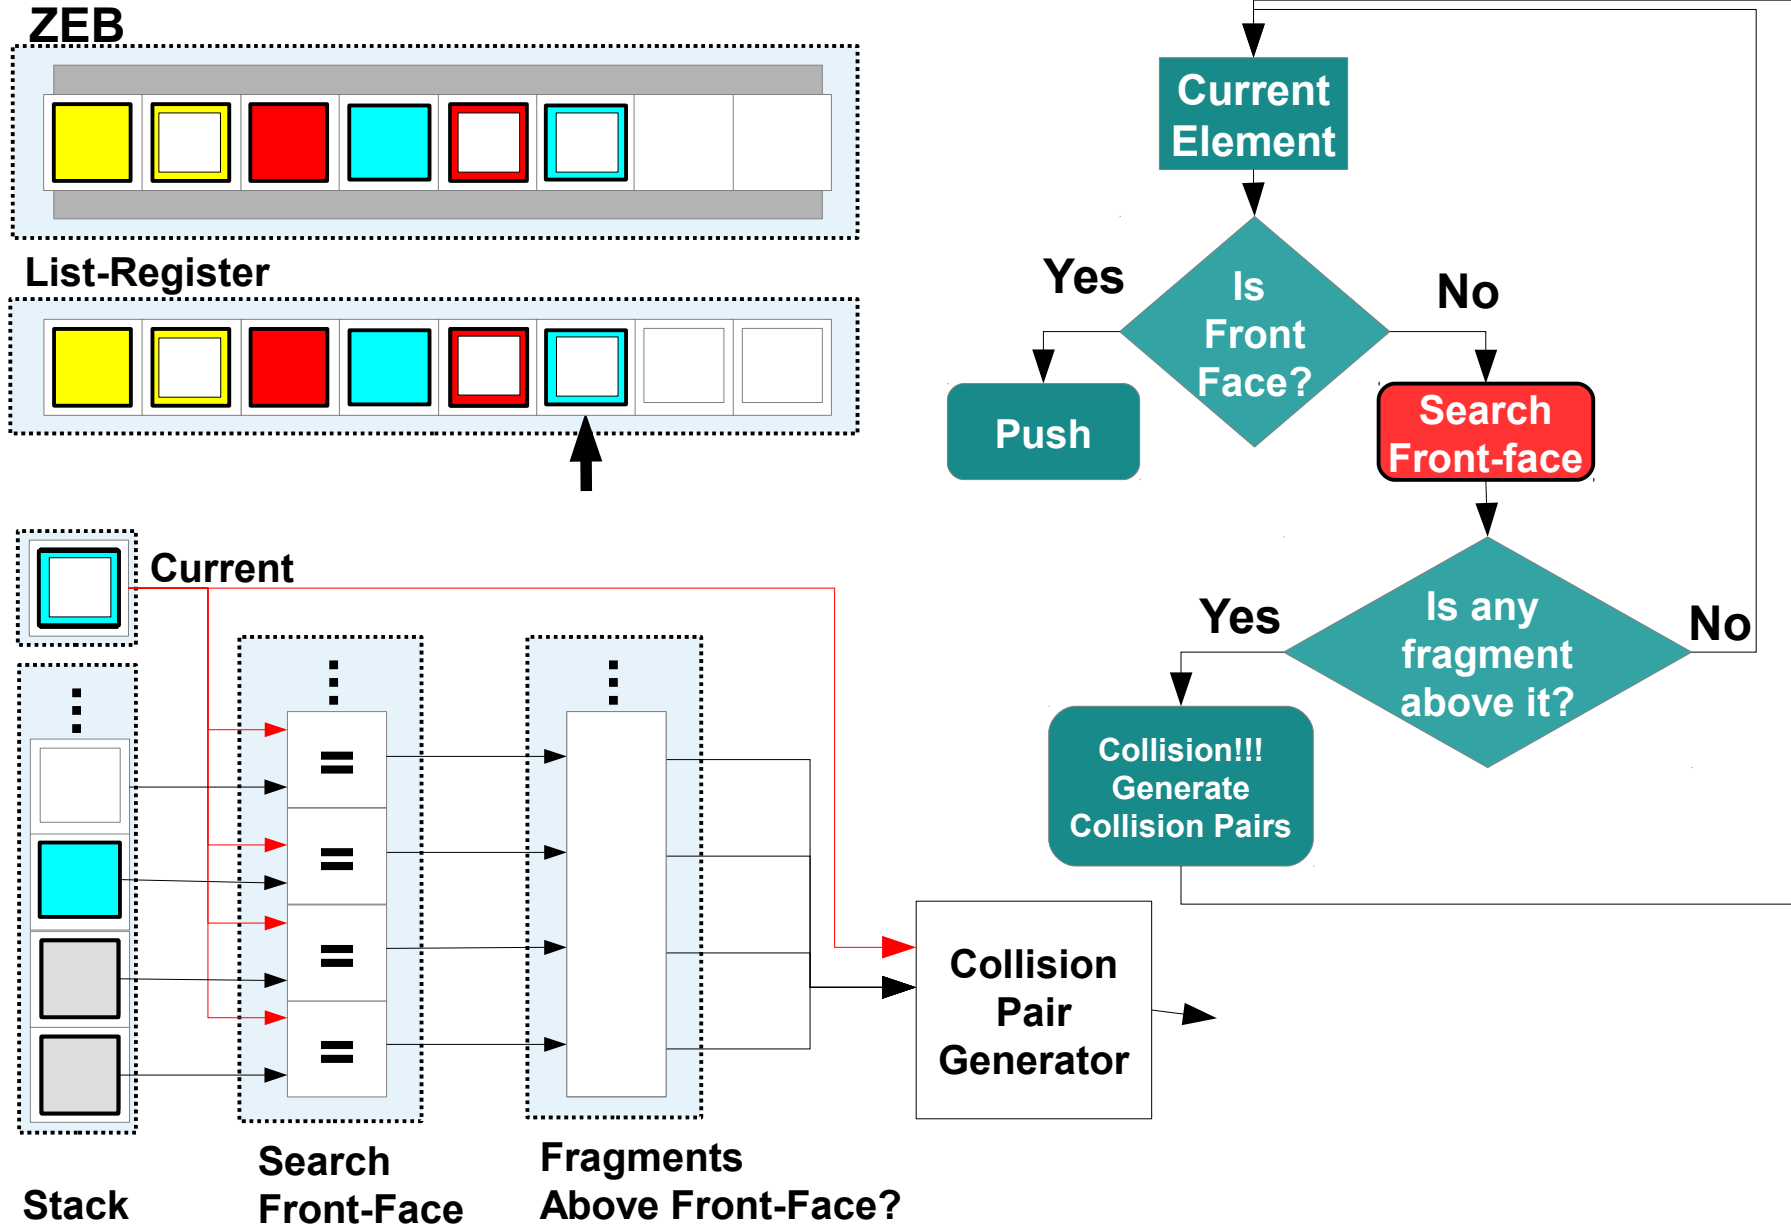 ZEB
List-Register
Current
=
=
=
=
Stack
Search
Front-Face
Fragments
Above Front-Face?
Collision
Pair
Generator
Current
Element
Is
Front
Face?
Yes
No
Push
Search
Front-face
Is any
fragment
above it?
Yes
No
Collision!!!
Generate
Collision Pairs